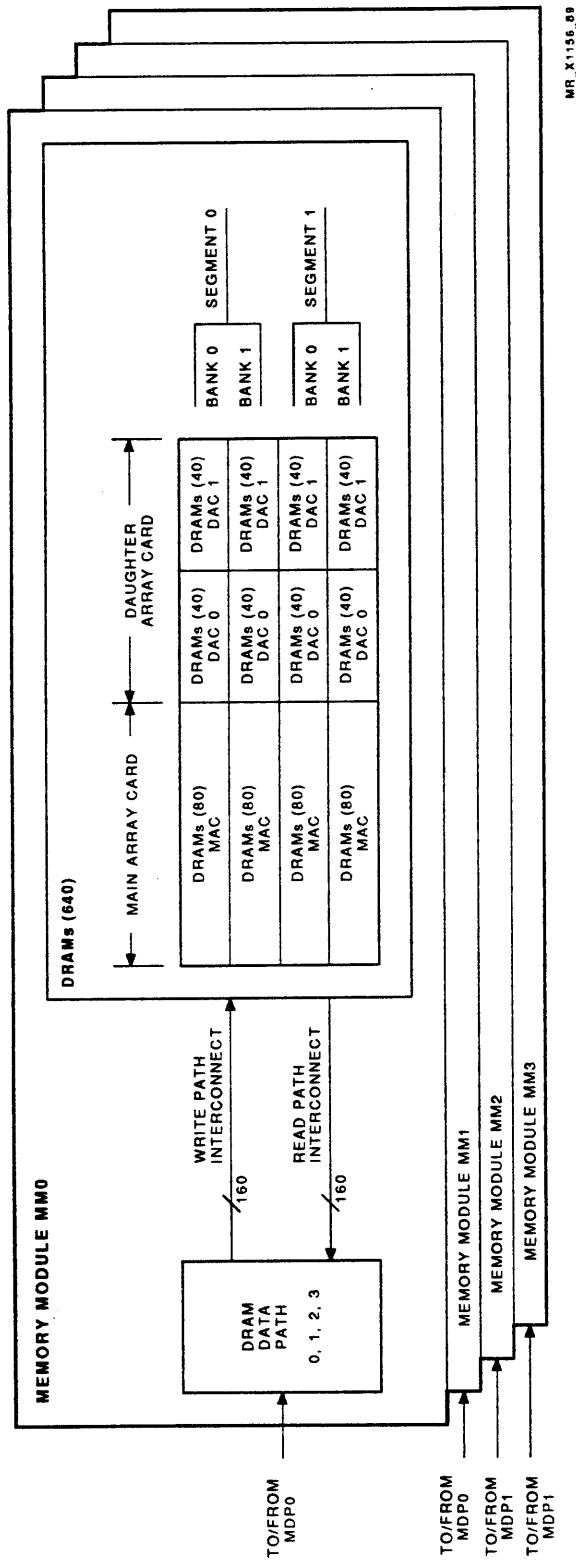 MEMORY MODULE MM0
DRAMs (640)
MAIN ARRAY CARD
DAUGHTER
ARRAY CARD
DRAMs (80)
MAC
DRAMs (40)
DAC 0
DRAMs (40)
DAC 1
DRAMs (80)
MAC
DRAMs (40)
DAC 0
DRAMs (40)
DAC 1
DRAMs (80)
MAC
DRAMs (40)
DAC 0
DRAMs (40)
DAC 1
DRAMs (80)
MAC
DRAMs (40)
DAC 0
DRAMs (40)
DAC 1
BANK 0
BANK 1
SEGMENT 0
BANK 0
BANK 1
SEGMENT 1
WRITE PATH
INTERCONNECT
160
READ PATH
INTERCONNECT
160
DRAM
DATA
PATH
0, 1, 2, 3
TO/FROM
MDP0
MEMORY MODULE MM1
TO/FROM
MDP0
MEMORY MODULE MM2
TO/FROM
MDP1
MEMORY MODULE MM3
TO/FROM
MDP1
MR_X1156_89